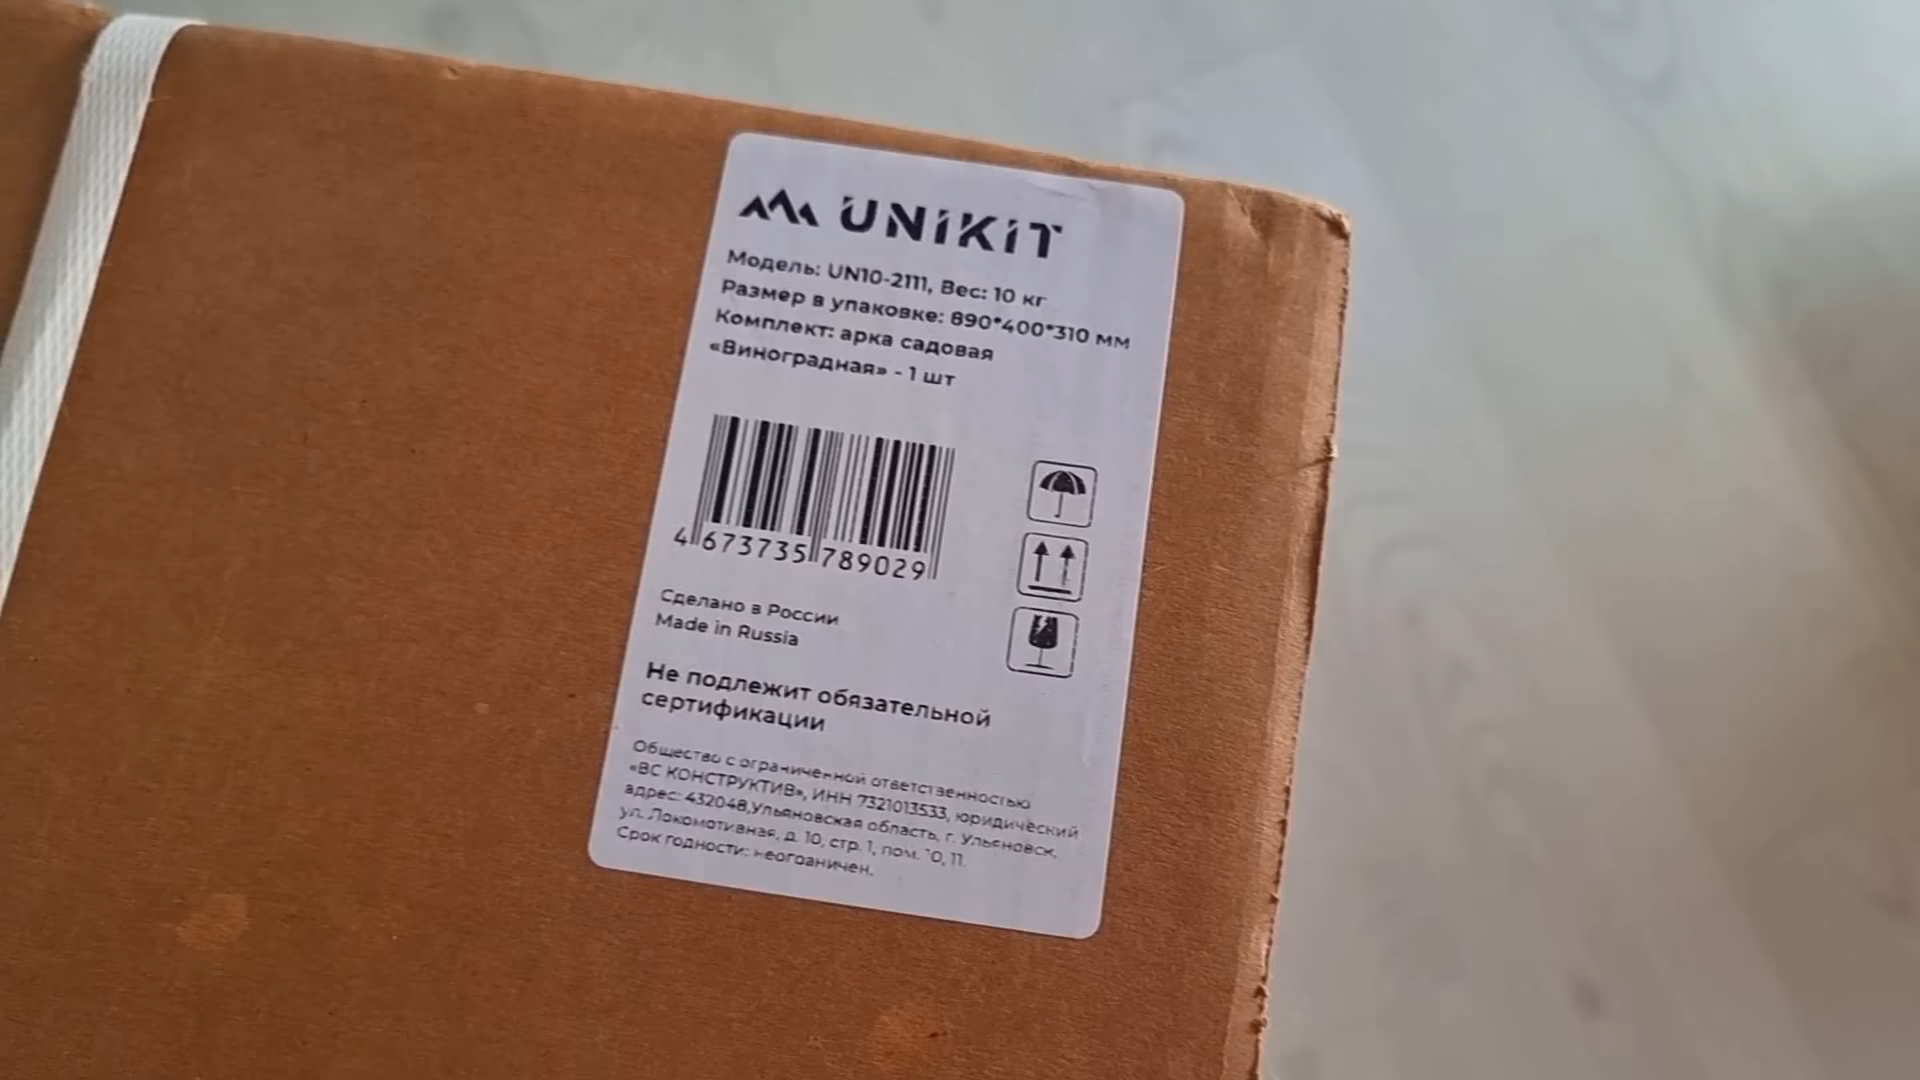 UNIKIT
Модель: UN10-2111, Вес: 10 кг
Размер в упаковке: 890*400*310 мм
Комплект: арка садовая
«Виноградная» - 1 шт
4 673735 789029
Сделано в России
Made in Russia
Не подлежит обязательной
сертификации
Общество с ограниченной ответственностью
«ВС КОНСТРУКТИВ», ИНН 7321013533, юридический
адрес: 432048,Ульяновская область, г. Ульяновск,
ул. Локомотивная, д. 10, стр. 1, пом. 10, 11.
Срок годности: неограничен.